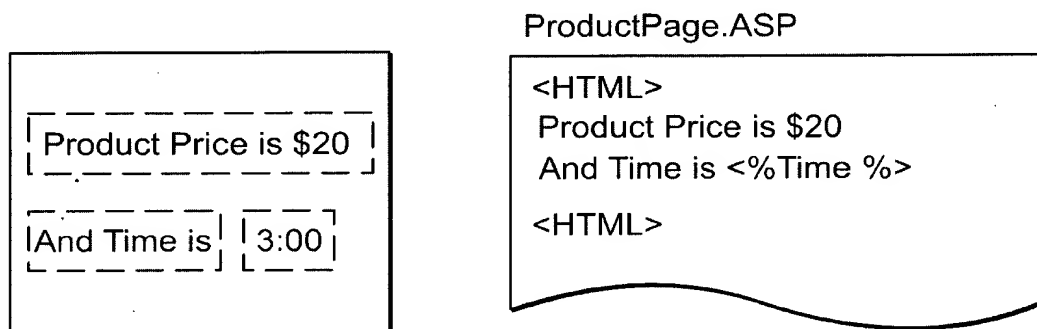 Product Price is $20
And Time is 3:00
ProductPage.ASP
<HTML>
Product Price is $20
And Time is <%Time %>
<HTML>